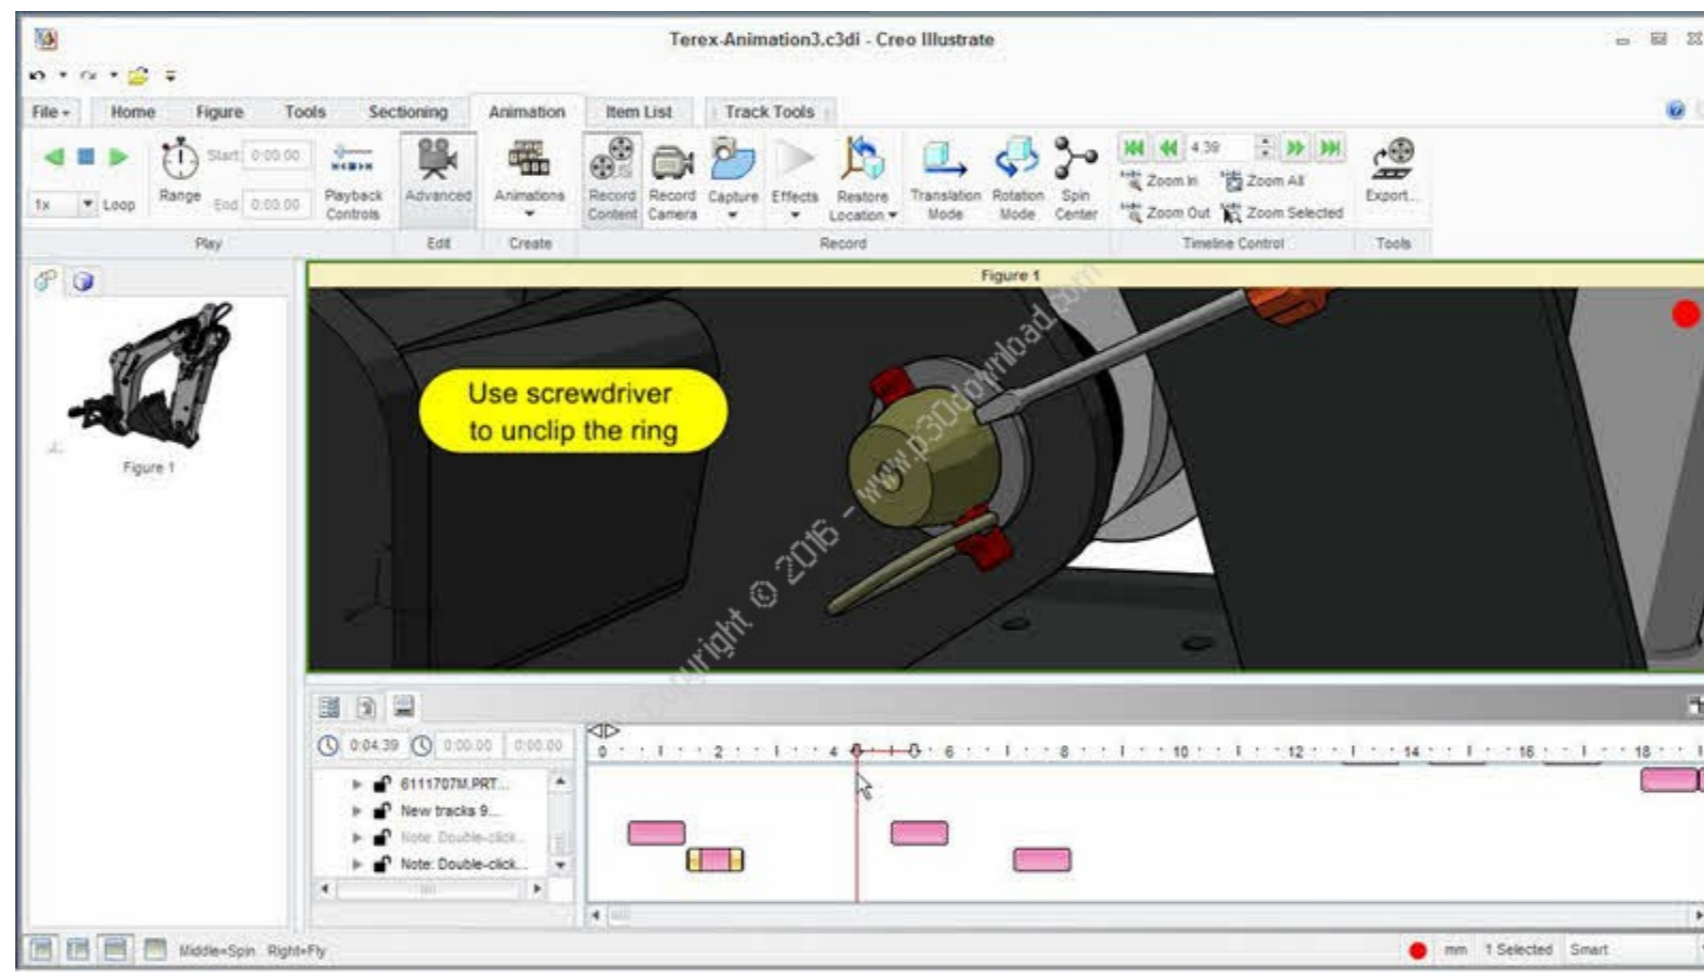 Terex-Animation3.c3di - Creo Illustrate
File Home Figure Tools Sectioning Animation Item List Track Tools
Start: 0:00.00
1x Loop Range End: 0:00.00
Playback Controls
Advanced
Animations
Record Content
Record Camera
Capture
Effects
Restore Location
Translation Mode
Rotation Mode
Spin Center
4.39
Zoom In Zoom All
Zoom Out Zoom Selected
Export...
Play Edit Create Record Timeline Control Tools
Figure 1
Figure 1
Use screwdriver
to unclip the ring
Copyright © 2016 - www.p30download.com
0:04.39 0:00.00 0:00.00
0 2 4 6 8 10 12 14 16 18
6111707M.PRT...
New tracks 9...
Note: Double-click...
Note: Double-click...
Middle=Spin Right=Fly
mm 1 Selected Smart